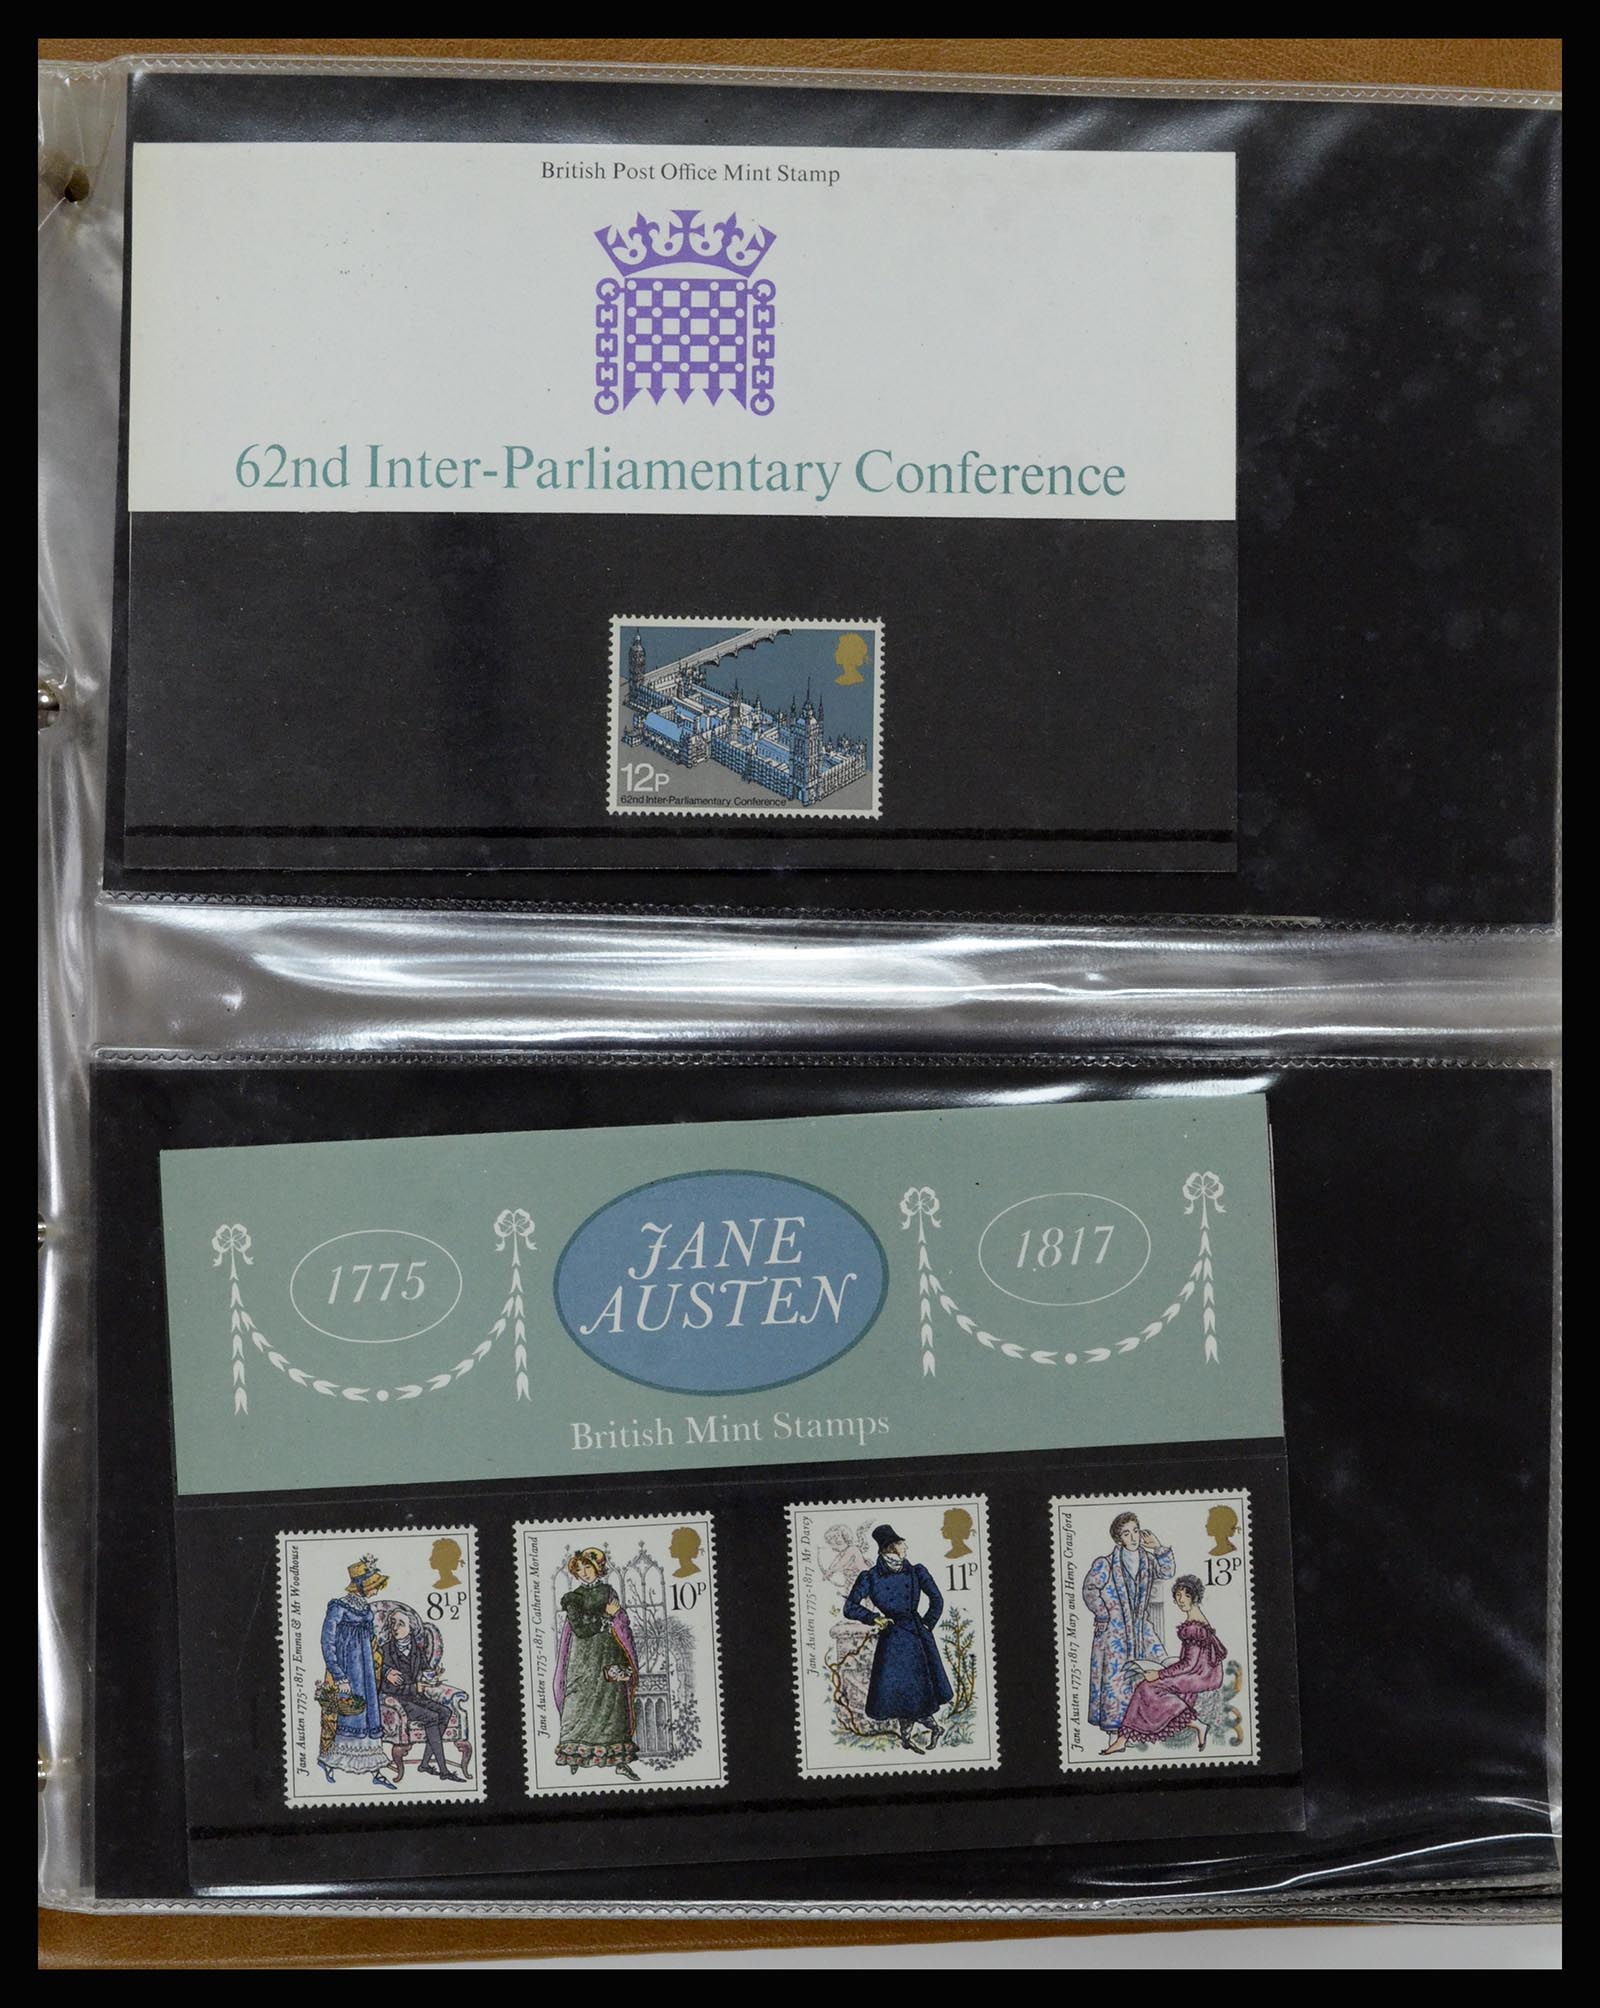 British Post Office Mint Stamp
62nd Inter-Parliamentary Conference
12P
62nd Inter-Parliamentary Conference
1775
JANE
AUSTEN
1817
British Mint Stamps
8½P
Jane Austen 1775-1817 Emma & Mr Woodhouse
10P
Jane Austen 1775-1817 Catherine Morland
11P
Jane Austen 1775-1817 Mr Darcy
13P
Jane Austen 1775-1817 Mary and Henry Crawford